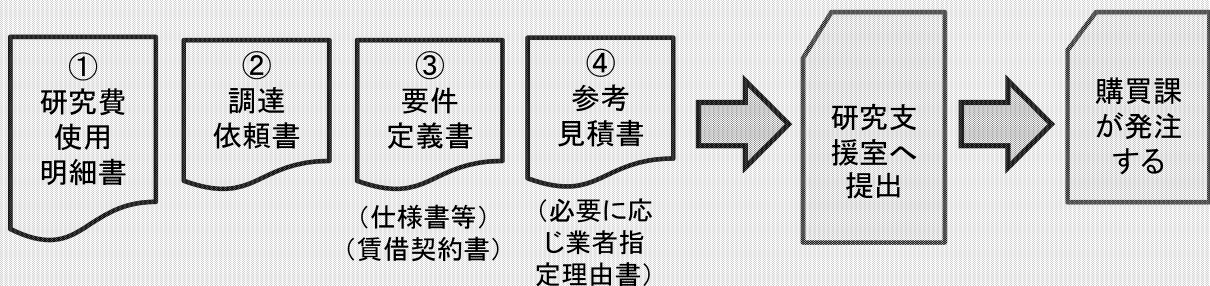 ①
研究費
使用
明細書
②
調達
依頼書
③
要件
定義書
(仕様書等)
(賃借契約書)
④
参考
見積書
(必要に応
じ業者指
定理由書)
研究支
援室へ
提出
購買課
が発注
する